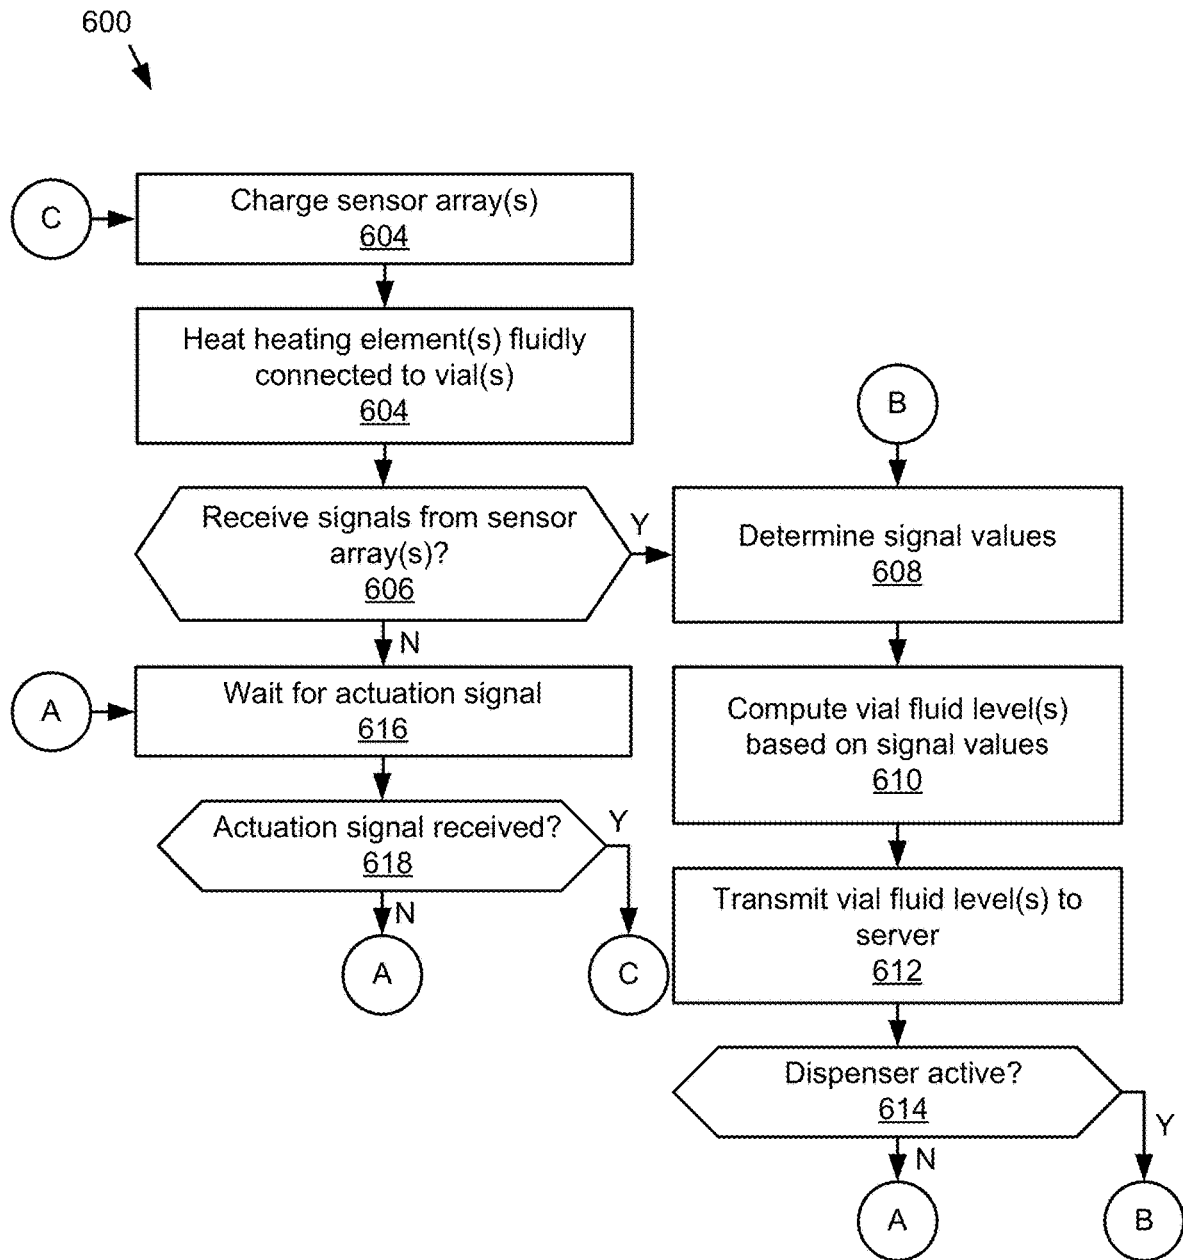 600
C
Charge sensor array(s)
604
Heat heating element(s) fluidly
connected to vial(s)
604
Receive signals from sensor
array(s)?
606
Y
N
A
Wait for actuation signal
616
Actuation signal received?
618
Y
N
A
C
B
Determine signal values
608
Compute vial fluid level(s)
based on signal values
610
Transmit vial fluid level(s) to
server
612
Dispenser active?
614
Y
N
A
B